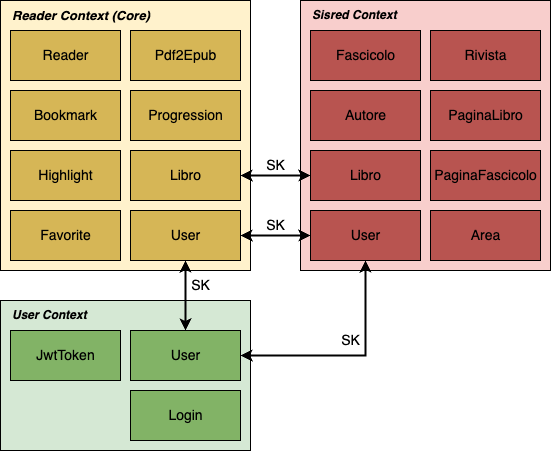 Reader Context (Core)
Reader
Pdf2Epub
Bookmark
Progression
Highlight
Libro
Favorite
User
Sisred Context
Fascicolo
Rivista
Autore
PaginaLibro
Libro
PaginaFascicolo
User
Area
SK
SK
SK
SK
User Context
JwtToken
User
Login